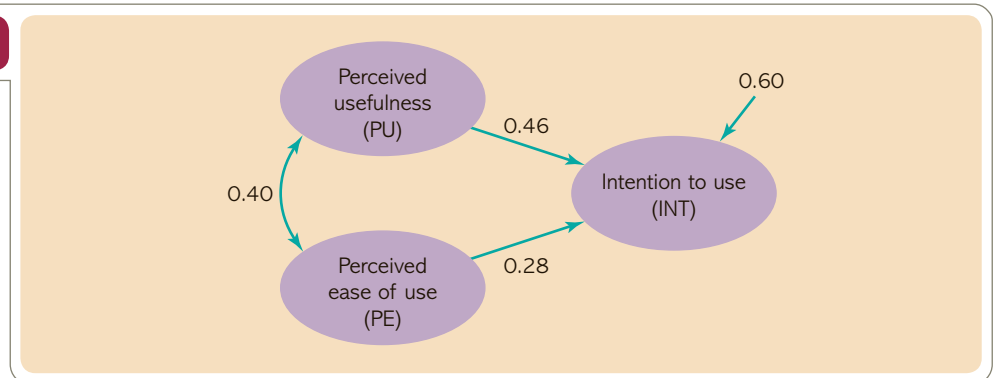 Perceived
usefulness
(PU)
0.60
0.46
0.40
Intention to use
(INT)
Perceived
ease of use
(PE)
0.28